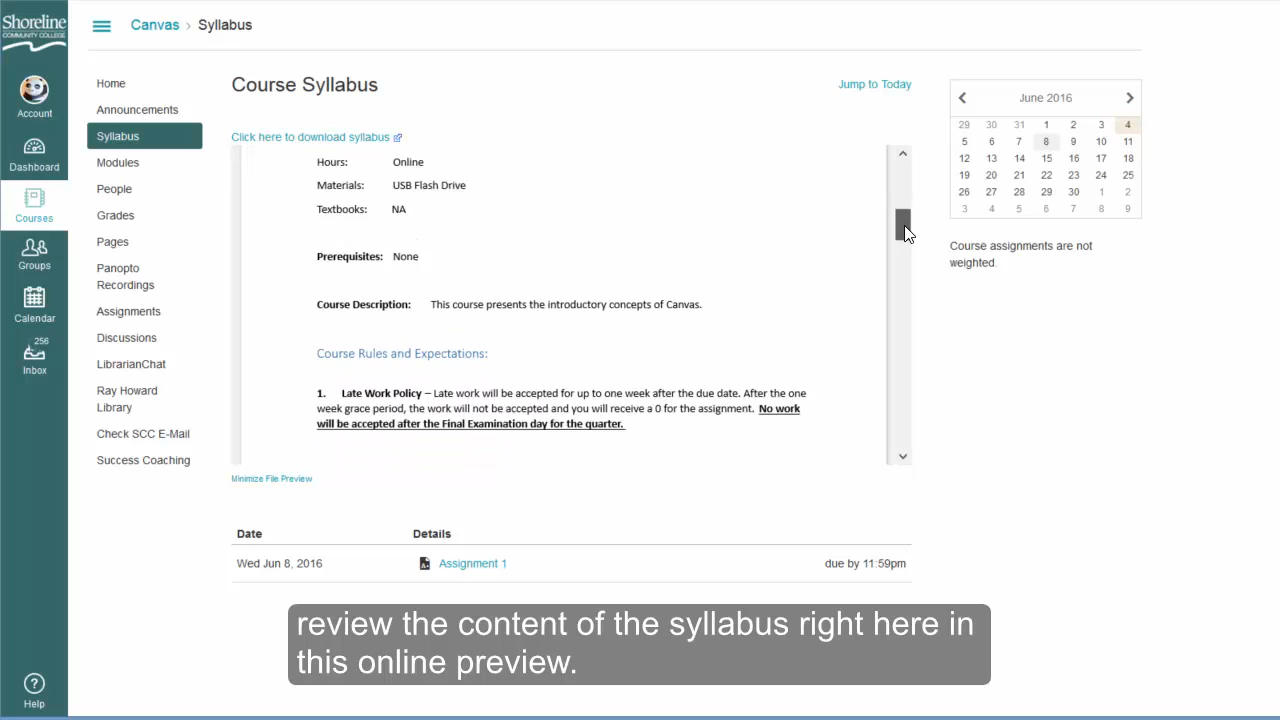 Shoreline
COMMUNITY COLLEGE
Account
Dashboard
Courses
Groups
Calendar
256
Inbox
Help
Canvas › Syllabus
Home
Announcements
Syllabus
Modules
People
Grades
Pages
Panopto
Recordings
Assignments
Discussions
LibrarianChat
Ray Howard
Library
Check SCC E-Mail
Success Coaching
Course Syllabus
Jump to Today
Click here to download syllabus
Hours: Online
Materials: USB Flash Drive
Textbooks: NA
Prerequisites: None
Course Description: This course presents the introductory concepts of Canvas.
Course Rules and Expectations:
1. Late Work Policy – Late work will be accepted for up to one week after the due date. After the one
week grace period, the work will not be accepted and you will receive a 0 for the assignment. No work
will be accepted after the Final Examination day for the quarter.
Minimize File Preview
Date Details
Wed Jun 8, 2016 Assignment 1 due by 11:59pm
June 2016
29 30 31 1 2 3 4
5 6 7 8 9 10 11
12 13 14 15 16 17 18
19 20 21 22 23 24 25
26 27 28 29 30 1 2
3 4 5 6 7 8 9
Course assignments are not
weighted.
review the content of the syllabus right here in
this online preview.